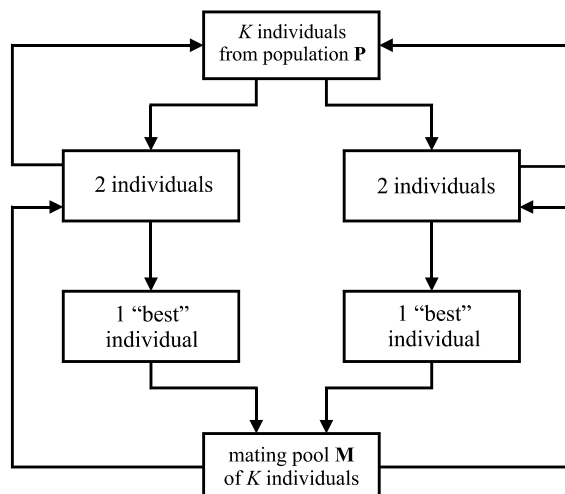 K individuals
from population P
2 individuals
2 individuals
1 “best”
individual
1 “best”
individual
mating pool M
of K individuals